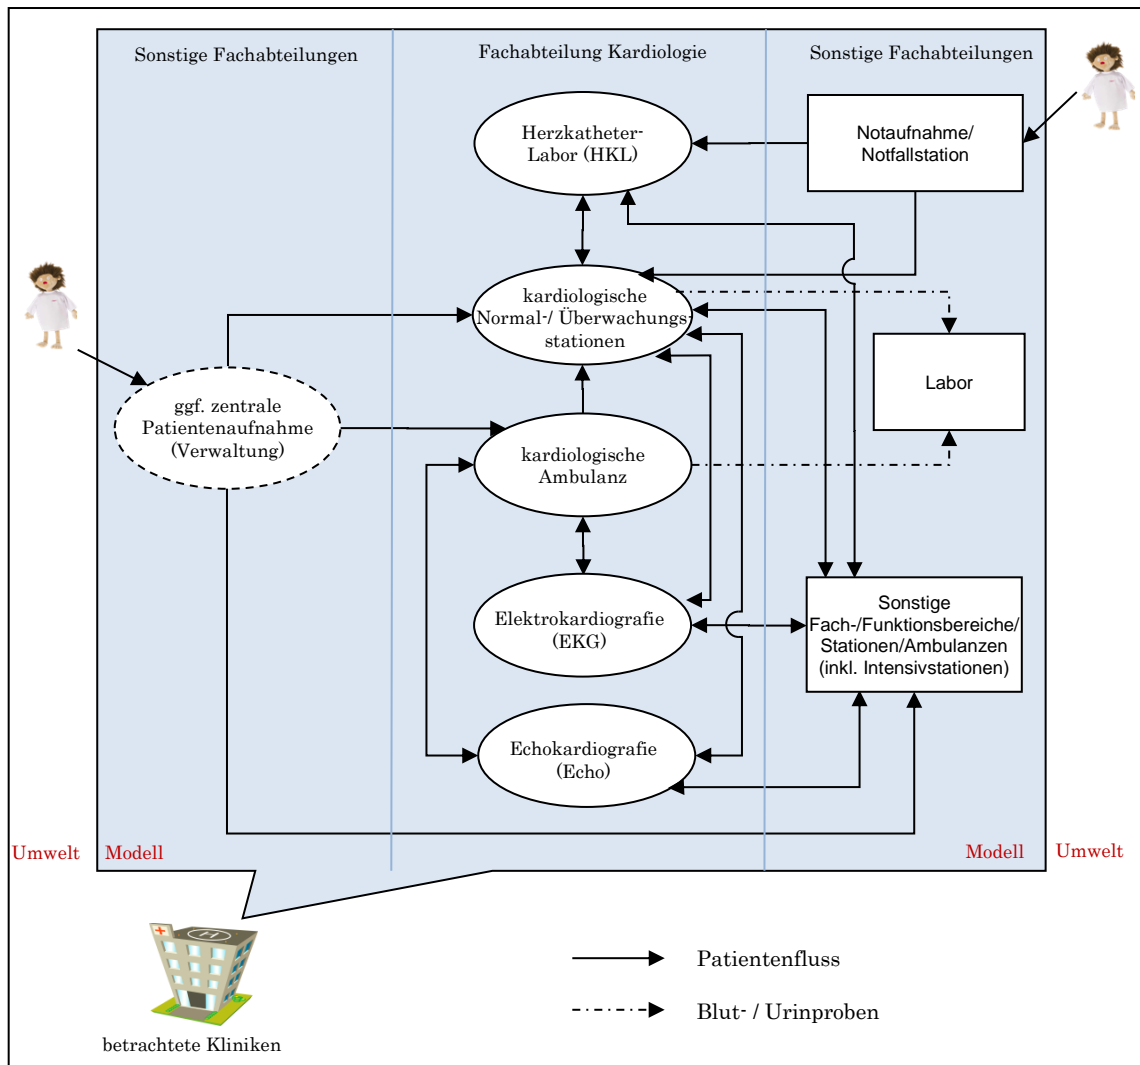 Sonstige Fachabteilungen
Fachabteilung Kardiologie
Sonstige Fachabteilungen
Herzkatheter-
Labor (HKL)
Notaufnahme/
Notfallstation
kardiologische
Normal-/ Überwachungs-
stationen
Labor
ggf. zentrale
Patientenaufnahme
(Verwaltung)
kardiologische
Ambulanz
Elektrokardiografie
(EKG)
Sonstige
Fach-/Funktionsbereiche/
Stationen/Ambulanzen
(inkl. Intensivstationen)
Echokardiografie
(Echo)
Umwelt
Modell
Modell
Umwelt
H
betrachtete Kliniken
Patientenfluss
Blut- / Urinproben